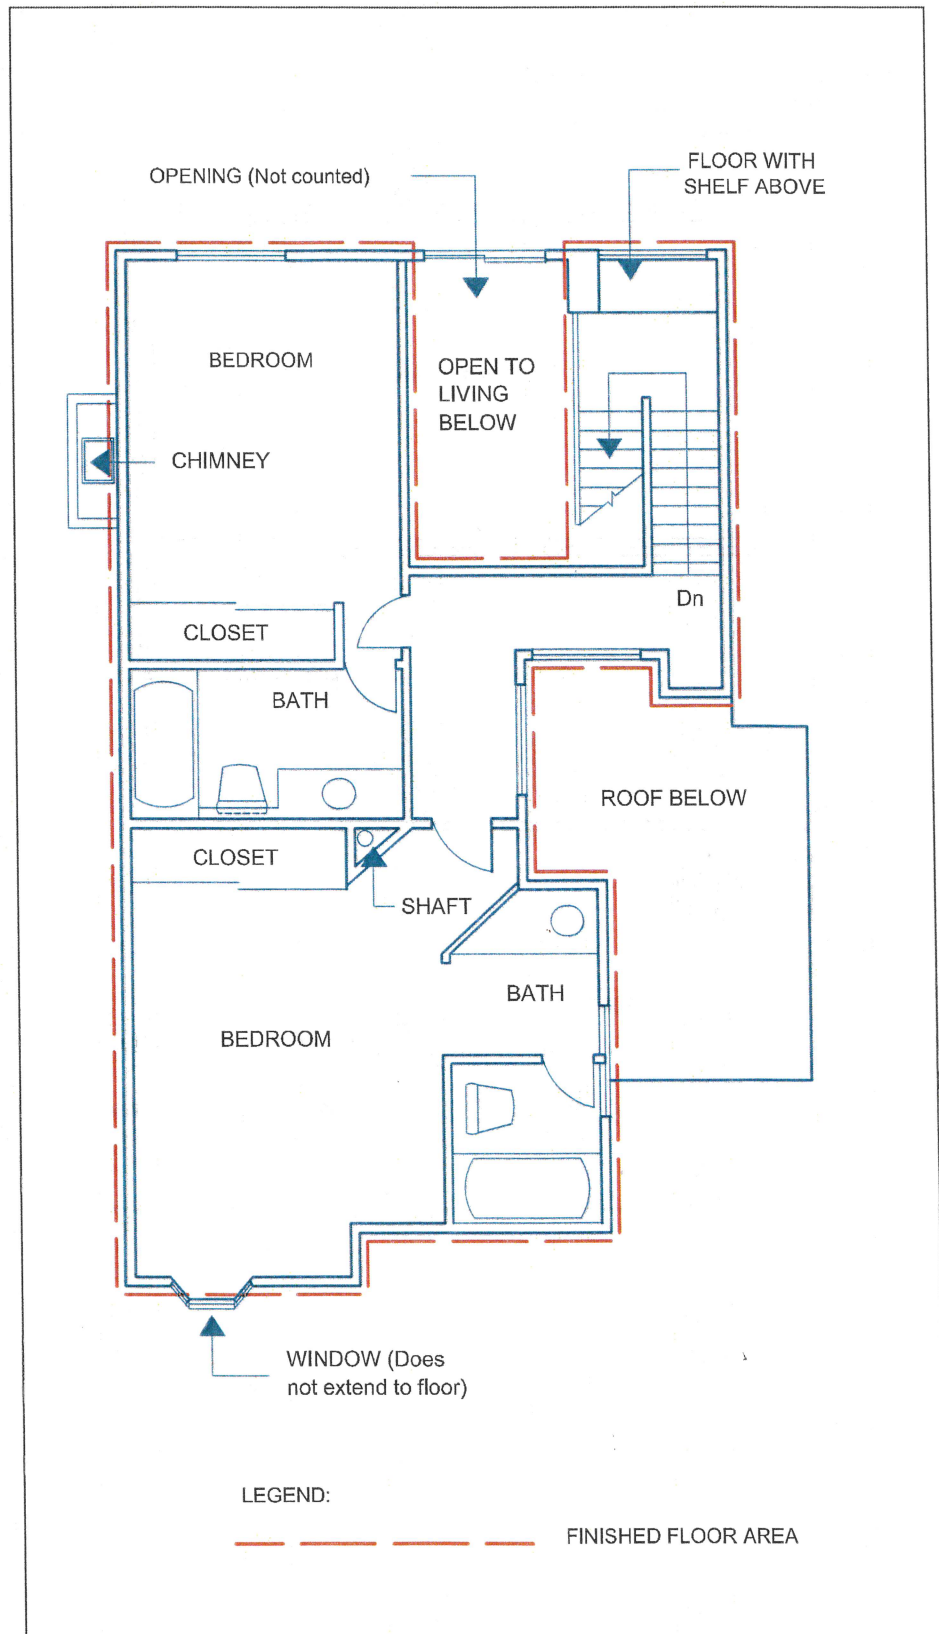 OPENING (Not counted)
FLOOR WITH
SHELF ABOVE
BEDROOM
OPEN TO
LIVING
BELOW
CHIMNEY
Dn
CLOSET
BATH
ROOF BELOW
CLOSET
SHAFT
BATH
BEDROOM
WINDOW (Does
not extend to floor)
LEGEND:
FINISHED FLOOR AREA